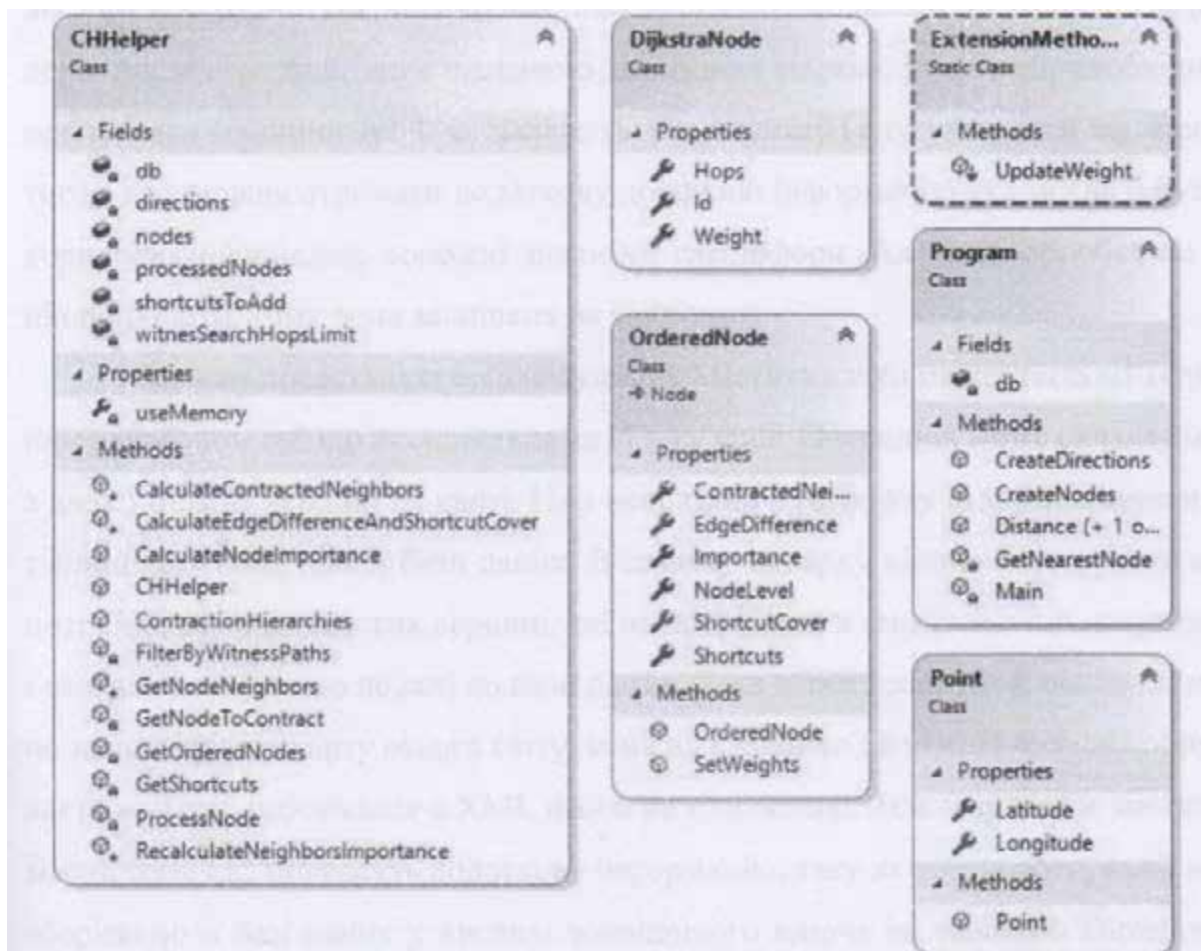 CHHelper
Class
Fields
db
directions
nodes
processedNodes
shortcutsToAdd
witnesSearchHopsLimit
Properties
useMemory
Methods
CalculateContractedNeighbors
CalculateEdgeDifferenceAndShortcutCover
CalculateNodeImportance
CHHelper
ContractionHierarchies
FilterByWitnessPaths
GetNodeNeighbors
GetNodeToContract
GetOrderedNodes
GetShortcuts
ProcessNode
RecalculateNeighborsImportance
DijkstraNode
Class
Properties
Hops
Id
Weight
OrderedNode
Class
Node
Properties
ContractedNei...
EdgeDifference
Importance
NodeLevel
ShortcutCover
Shortcuts
Methods
OrderedNode
SetWeights
ExtensionMetho...
Static Class
Methods
UpdateWeight
Program
Class
Fields
db
Methods
CreateDirections
CreateNodes
Distance (+ 1 o...
GetNearestNode
Main
Point
Class
Properties
Latitude
Longitude
Methods
Point